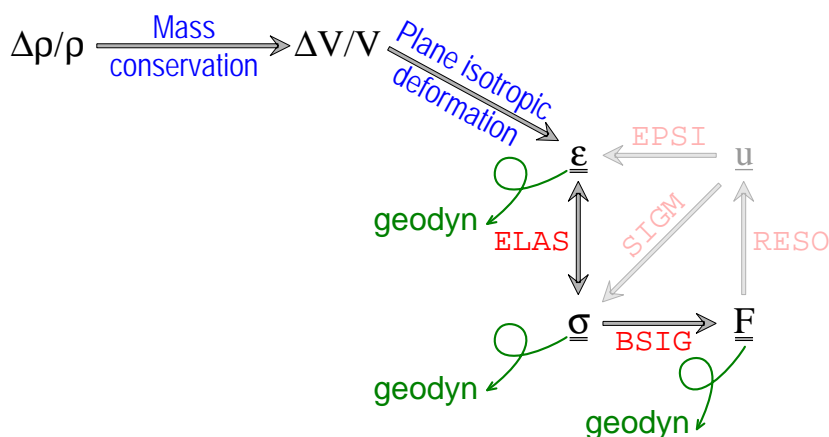 Δρ/ρ
Mass
conservation
ΔV/V
Plane isotropic
deformation
ε
EPSI
u
geodyn
ELAS
SIGM
RESO
σ
BSIG
F
geodyn
geodyn